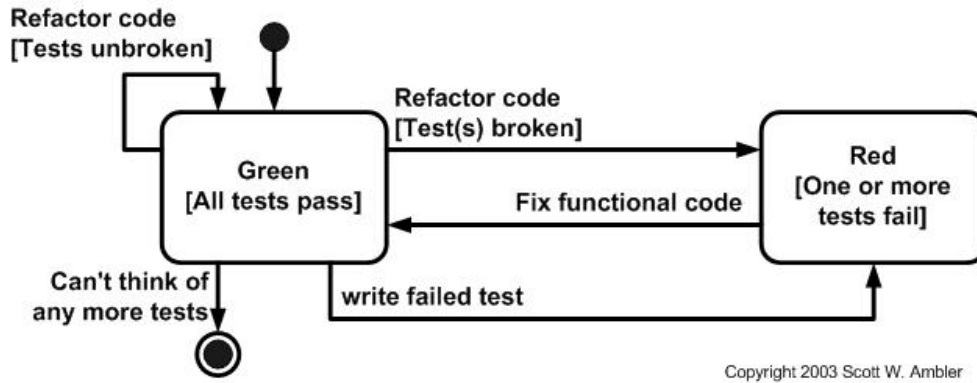 Refactor code
[Tests unbroken]
Refactor code
[Test(s) broken]
Green
[All tests pass]
Red
[One or more
tests fail]
Fix functional code
Can't think of
any more tests
write failed test
Copyright 2003 Scott W. Ambler